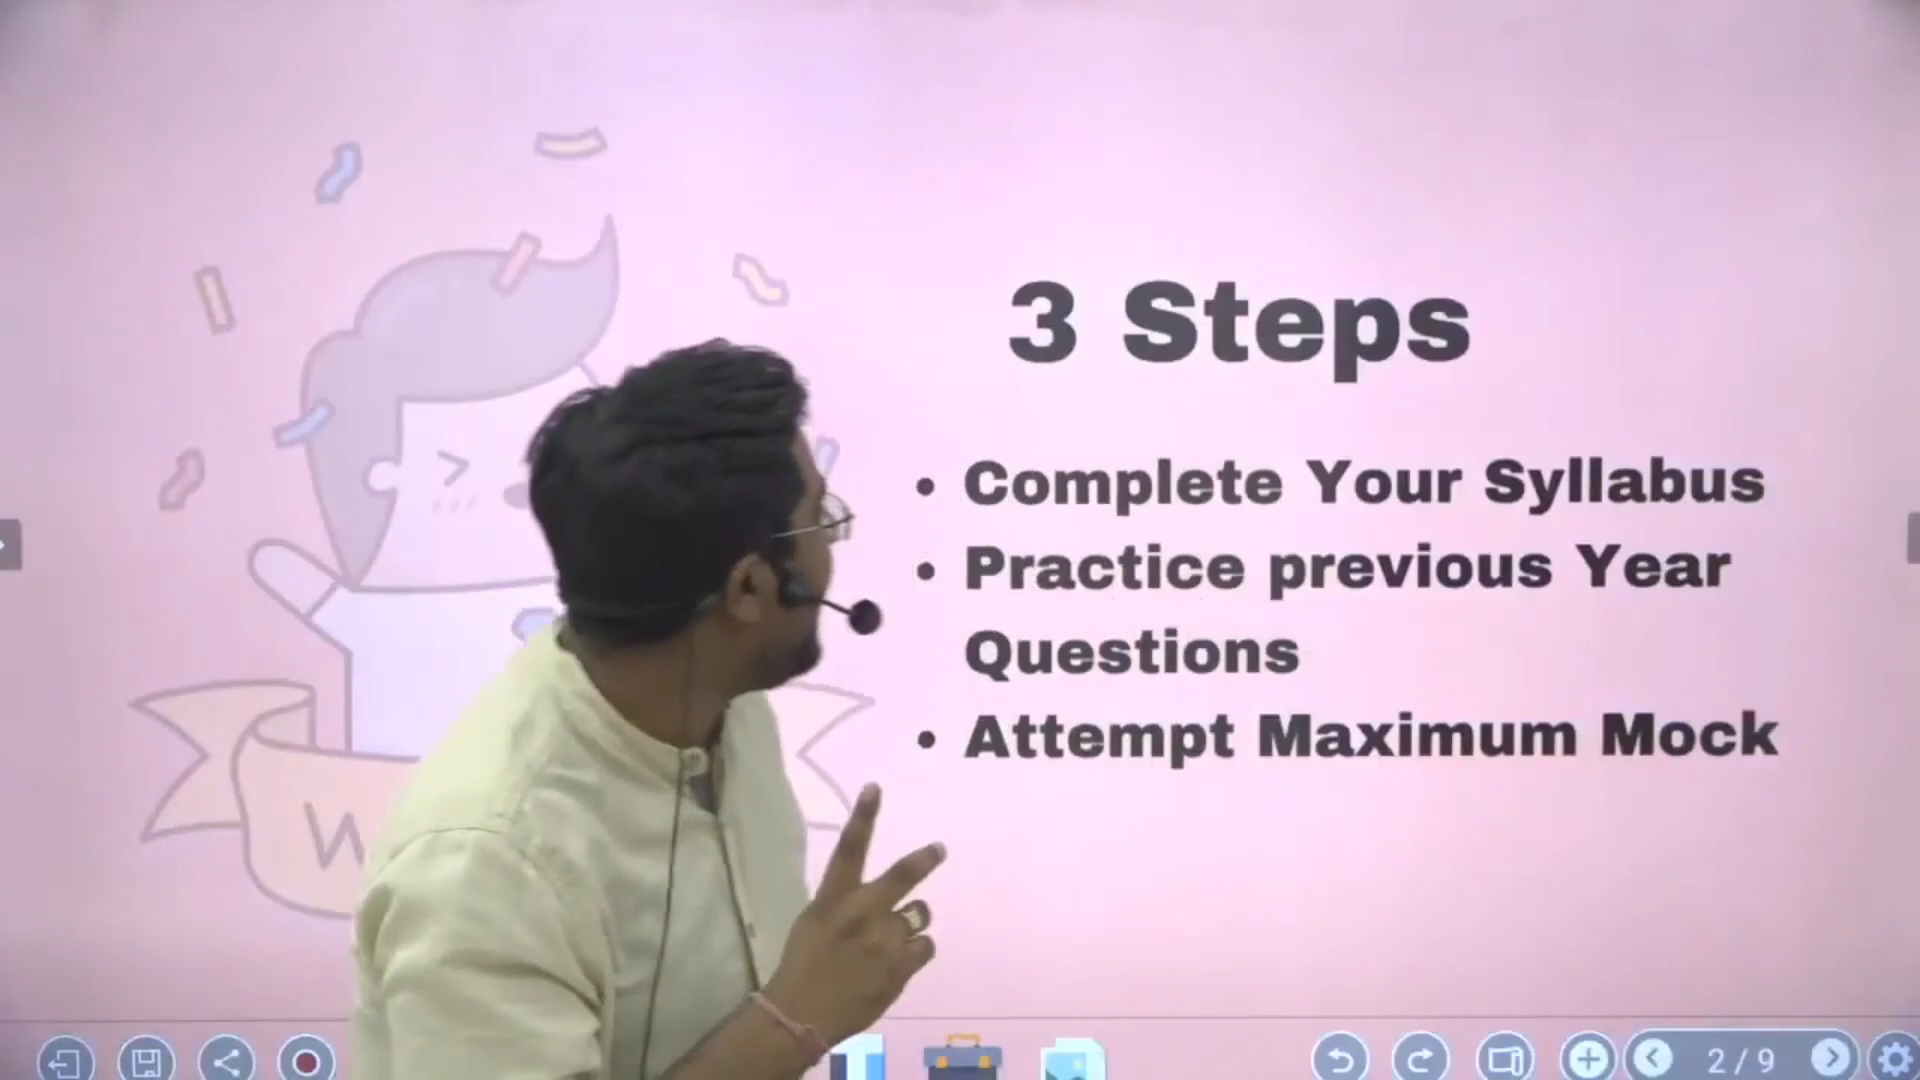 3 Steps
• Complete Your Syllabus
• Practice previous Year
Questions
• Attempt Maximum Mock
W
2 / 9